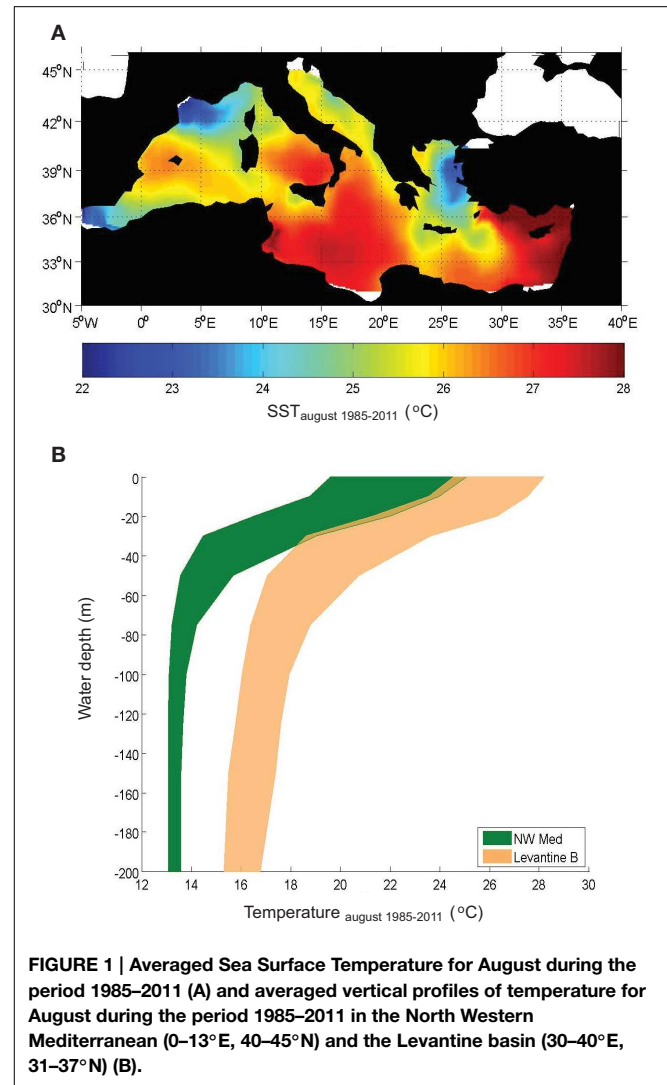 A
45°N
42°N
39°N
36°N
33°N
30°N
5°W 0° 5°E 10°E 15°E 20°E 25°E 30°E 35°E 40°E
22 23 24 25 26 27 28
SST august 1985-2011 (°C)
B
0
-20
-40
-60
-80
-100
-120
-140
-160
-180
-200
Water depth (m)
NW Med
Levantine B
12 14 16 18 20 22 24 26 28 30
Temperature august 1985-2011 (°C)
FIGURE 1 | Averaged Sea Surface Temperature for August during the
period 1985–2011 (A) and averaged vertical profiles of temperature for
August during the period 1985–2011 in the North Western
Mediterranean (0–13°E, 40–45°N) and the Levantine basin (30–40°E,
31–37°N) (B).